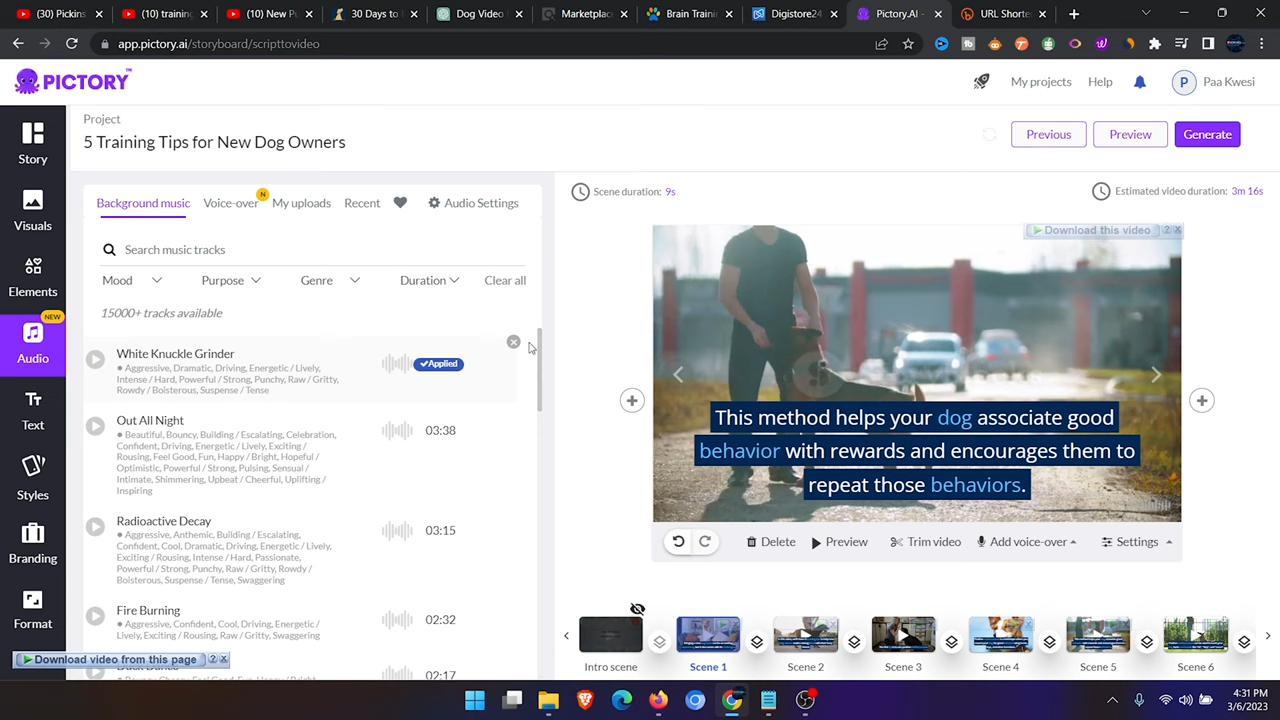 (30) Pickins
(10) training
(10) New Pu
30 Days to
Dog Video
Marketplace
Brain Traini
Digistore24
Pictory.AI -
URL Shorte
app.pictory.ai/storyboard/scripttovideo
PICTORY
My projects
Help
P
Paa Kwesi
Project
5 Training Tips for New Dog Owners
Previous
Preview
Generate
Story
Visuals
Elements
NEW
Audio
Text
Styles
Branding
Format
Background music
Voice-over
N
My uploads
Recent
Audio Settings
Search music tracks
Mood
Purpose
Genre
Duration
Clear all
15000+ tracks available
White Knuckle Grinder
Aggressive, Dramatic, Driving, Energetic / Lively,
Intense / Hard, Powerful / Strong, Punchy, Raw / Gritty,
Rowdy / Boisterous, Suspense / Tense
Applied
Out All Night
Beautiful, Bouncy, Building / Escalating, Celebration,
Confident, Driving, Energetic / Lively, Exciting /
Rousing, Feel Good, Fun, Happy / Bright, Hopeful /
Optimistic, Powerful / Strong, Pulsing, Sensual /
Intimate, Shimmering, Upbeat / Cheerful, Uplifting /
Inspiring
03:38
Radioactive Decay
Aggressive, Anthemic, Building / Escalating,
Confident, Cool, Dramatic, Driving, Energetic / Lively,
Exciting / Rousing, Intense / Hard, Passionate,
Powerful / Strong, Punchy, Raw / Gritty, Rowdy /
Boisterous, Suspense / Tense, Swaggering
03:15
Fire Burning
Aggressive, Confident, Cool, Driving, Energetic /
Lively, Exciting / Rousing, Raw / Gritty, Swaggering
02:32
02:17
Download video from this page ? x
Scene duration: 9s
Estimated video duration: 3m 16s
Download this video ? x
This method helps your dog associate good
behavior with rewards and encourages them to
repeat those behaviors.
Delete
Preview
Trim video
Add voice-over
Settings
Intro scene
Scene 1
Scene 2
Scene 3
Scene 4
Scene 5
Scene 6
4:31 PM
3/6/2023